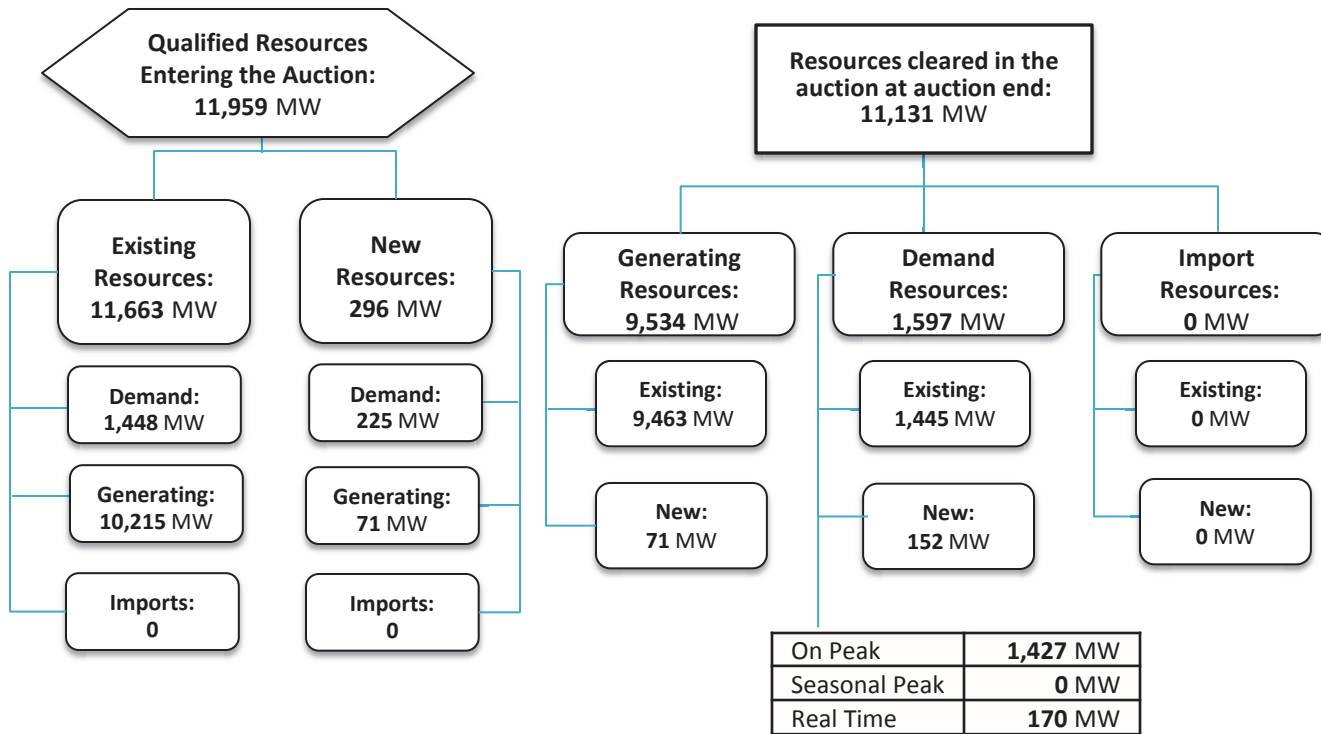 Qualified Resources
Entering the Auction:
11,959 MW
Existing
Resources:
11,663 MW
Demand:
1,448 MW
Generating:
10,215 MW
Imports:
0
New
Resources:
296 MW
Demand:
225 MW
Generating:
71 MW
Imports:
0
Resources cleared in the
auction at auction end:
11,131 MW
Generating
Resources:
9,534 MW
Existing:
9,463 MW
New:
71 MW
Demand
Resources:
1,597 MW
Existing:
1,445 MW
New:
152 MW
On Peak 1,427 MW
Seasonal Peak 0 MW
Real Time 170 MW
Import
Resources:
0 MW
Existing:
0 MW
New:
0 MW